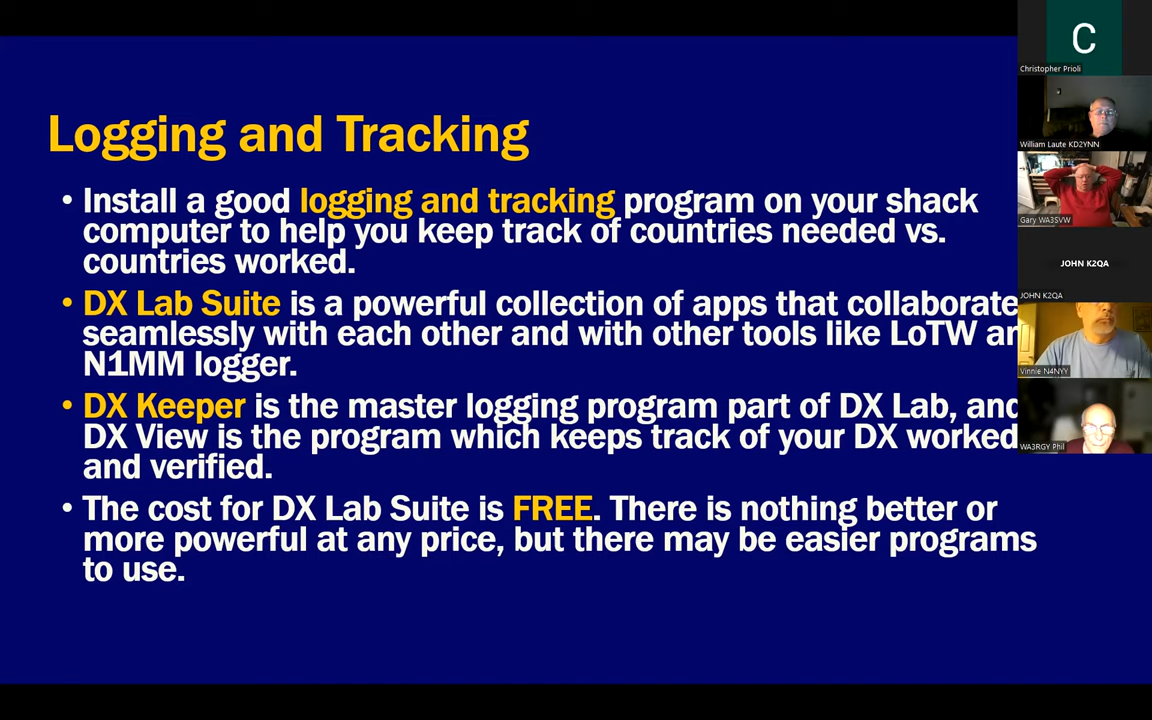 Logging and Tracking
• Install a good logging and tracking program on your shack
computer to help you keep track of countries needed vs.
countries worked.
• DX Lab Suite is a powerful collection of apps that collaborate
seamlessly with each other and with other tools like LoTW
N1MM logger.
• DX Keeper is the master logging program part of DX Lab, and
DX View is the program which keeps track of your DX worked
and verified.
• The cost for DX Lab Suite is FREE. There is nothing better or
more powerful at any price, but there may be easier programs
to use.
C
Christopher Prioli
William Laute KD2YNN
Gary WA3SVW
JOHN K2QA
JOHN K2QA
Vinnie N4NYY
WA3RGY Phil